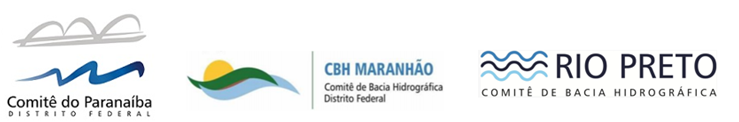 Comitê do Paranaíba
DISTRITO FEDERAL
CBH MARANHÃO
Comitê de Bacia Hidrográfica
Distrito Federal
RIO PRETO
COMITÊ DE BACIA HIDROGRÁFICA